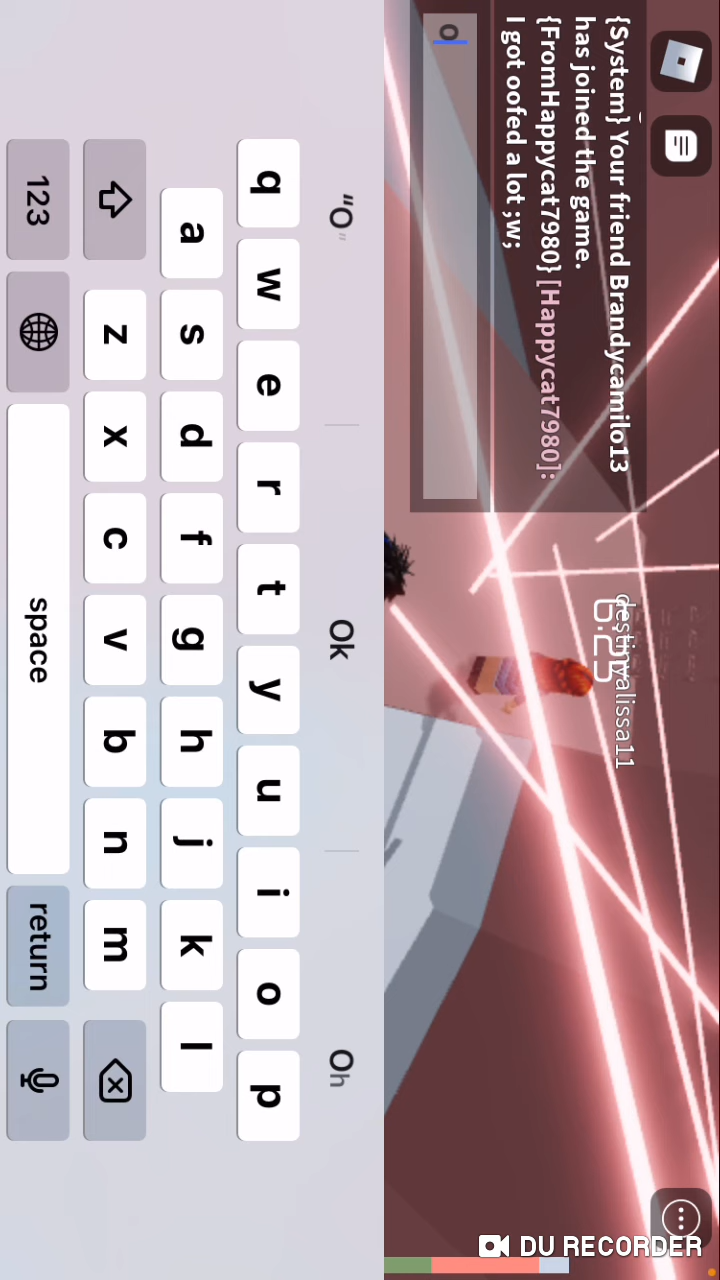 {System} Your friend Brandycamilo13
has joined the game.
{FromHappycat7980} [Happycat7980]:
I got oofed a lot ;w;
o
destinyalissa11
6:25
"O"
Ok
Oh
q w e r t y u i o p
a s d f g h j k l
z x c v b n m
123
space
return
DU RECORDER